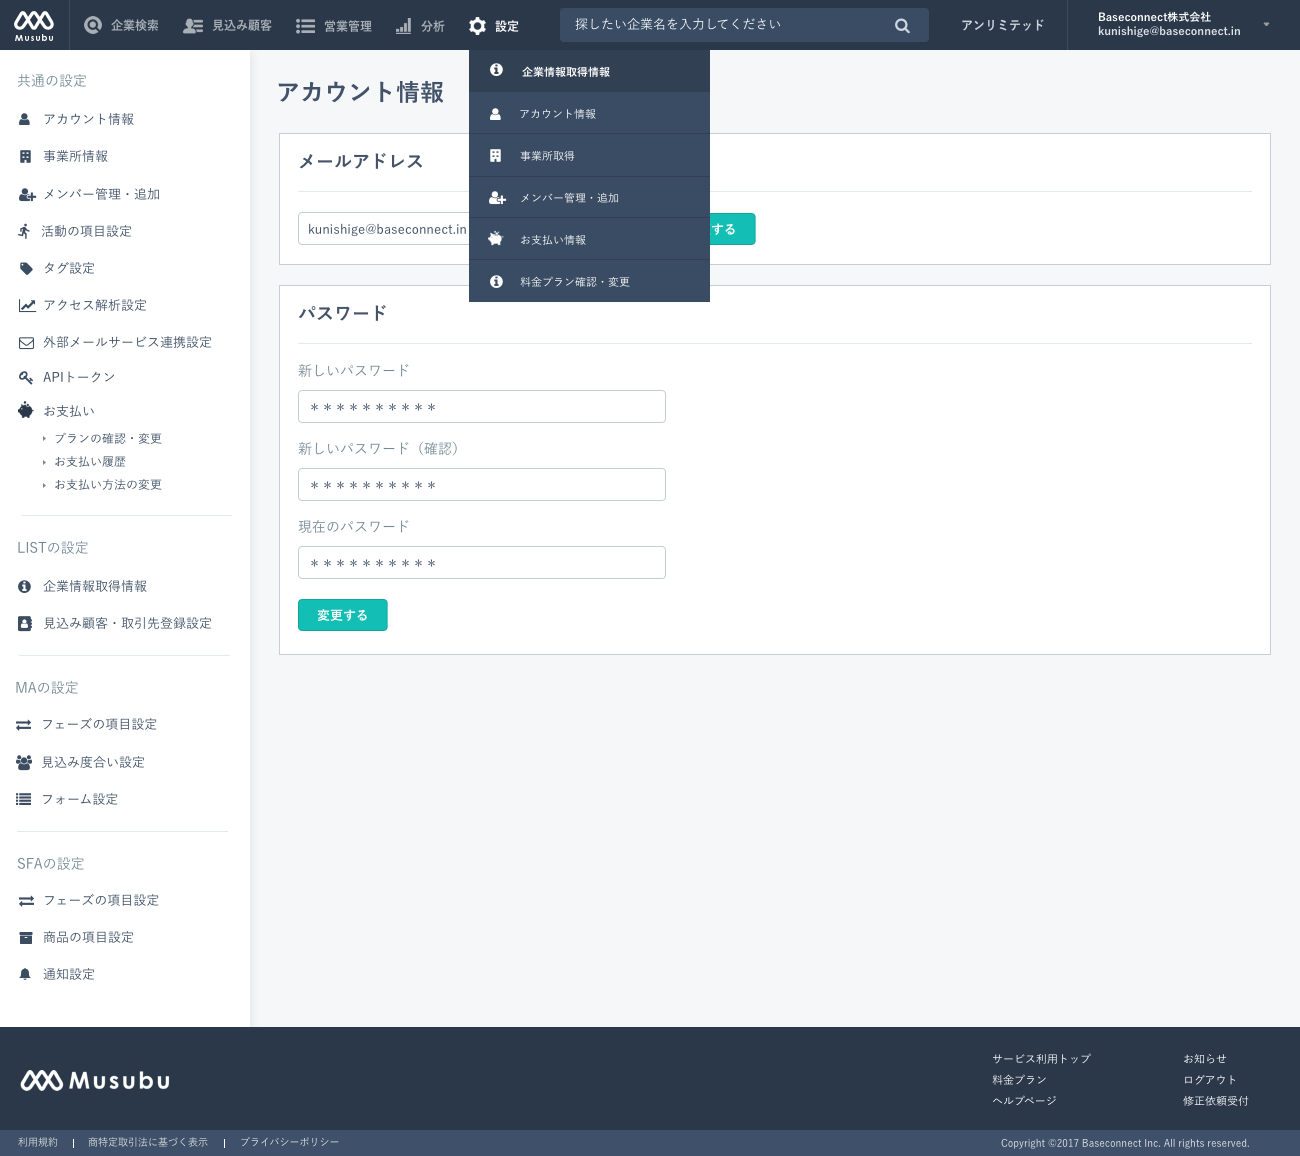 Musubu
企業検索
見込み顧客
営業管理
分析
設定
探したい企業名を入力してください
アンリミテッド
Baseconnect株式会社
kunishige@baseconnect.in
企業情報取得情報
アカウント情報
事業所取得
メンバー管理・追加
お支払い情報
料金プラン確認・変更
共通の設定
アカウント情報
事業所情報
メンバー管理・追加
活動の項目設定
タグ設定
アクセス解析設定
外部メールサービス連携設定
APIトークン
お支払い
プランの確認・変更
お支払い履歴
お支払い方法の変更
LISTの設定
企業情報取得情報
見込み顧客・取引先登録設定
MAの設定
フェーズの項目設定
見込み度合い設定
フォーム設定
SFAの設定
フェーズの項目設定
商品の項目設定
通知設定
アカウント情報
メールアドレス
kunishige@baseconnect.in
する
パスワード
新しいパスワード
＊＊＊＊＊＊＊＊＊＊
新しいパスワード（確認）
＊＊＊＊＊＊＊＊＊＊
現在のパスワード
＊＊＊＊＊＊＊＊＊＊
変更する
Musubu
サービス利用トップ
料金プラン
ヘルプページ
お知らせ
ログアウト
修正依頼受付
利用規約 | 商特定取引法に基づく表示 | プライバシーポリシー
Copyright ©2017 Baseconnect Inc. All rights reserved.